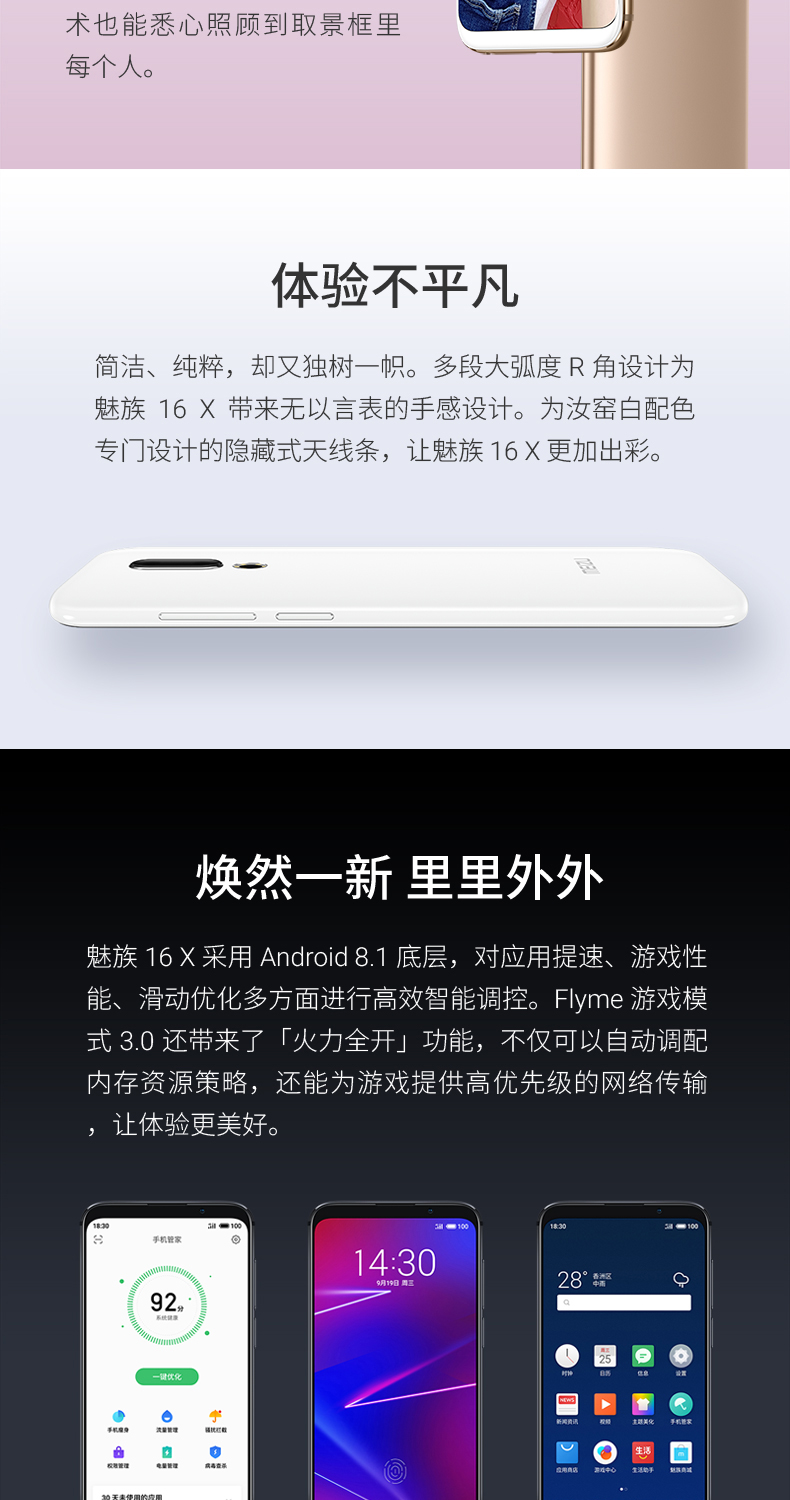 术也能悉心照顾到取景框里
每个人。
体验不平凡
简洁、纯粹，却又独树一帜。多段大弧度 R 角设计为
魅族 16 X 带来无以言表的手感设计。为汝窑白配色
专门设计的隐藏式天线条，让魅族 16 X 更加出彩。
焕然一新 里里外外
魅族 16 X 采用 Android 8.1 底层，对应用提速、游戏性
能、滑动优化多方面进行高效智能调控。Flyme 游戏模
式 3.0 还带来了「火力全开」功能，不仅可以自动调配
内存资源策略，还能为游戏提供高优先级的网络传输
，让体验更美好。
18:30 100
手机管家
92分
系统健康
一键优化
手机瘦身 流量管理 骚扰拦截
权限管理 电量管理 病毒查杀
30 天未使用的应用
100
14:30
9月19日 周三
18:30 100
28° 香洲区
中雨
周三
25
时钟 日历 信息 设置
NEWS
新闻资讯 视频 主题美化 手机管家
生活
应用商店 游戏中心 生活助手 魅族商城